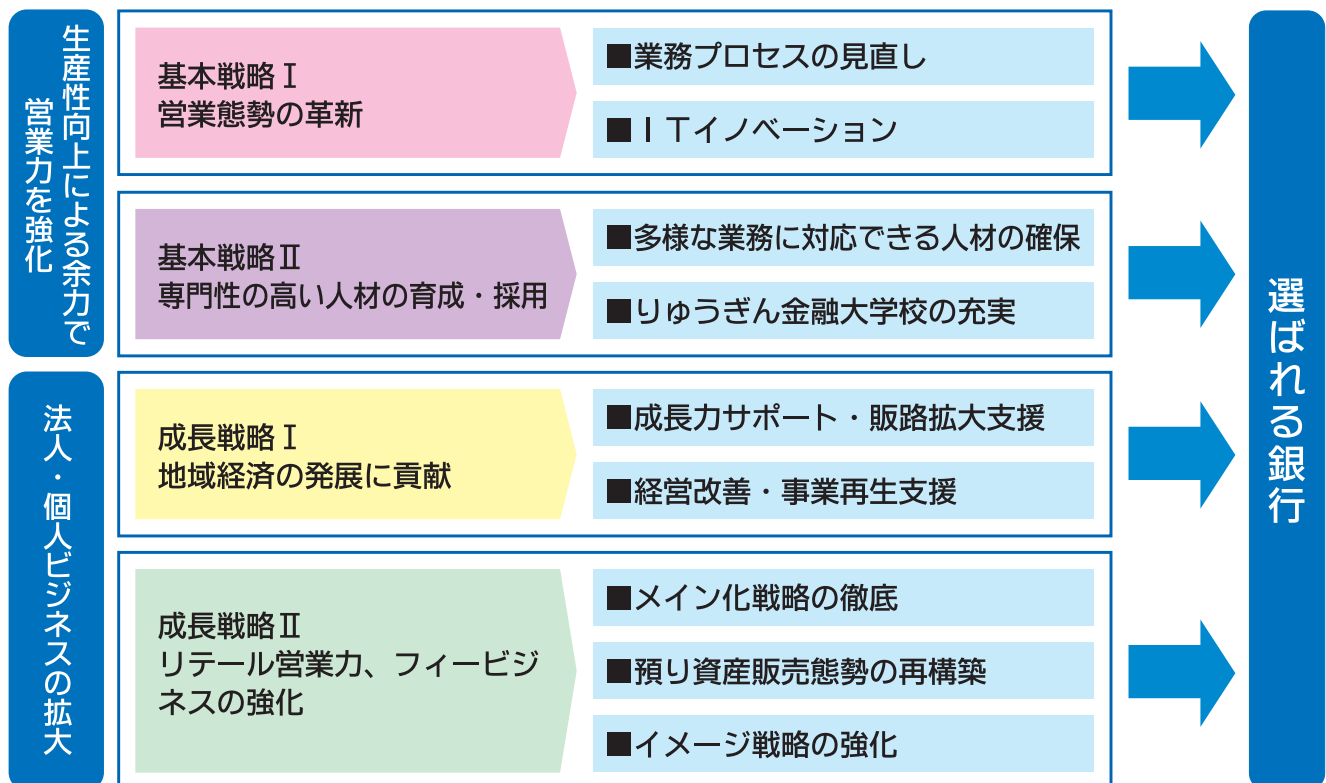 生産性向上による余力で
営業力を強化
基本戦略Ⅰ
営業態勢の革新
■業務プロセスの見直し
■ＩＴイノベーション
基本戦略Ⅱ
専門性の高い人材の育成・採用
■多様な業務に対応できる人材の確保
■りゅうぎん金融大学校の充実
法人・個人ビジネスの拡大
成長戦略Ⅰ
地域経済の発展に貢献
■成長力サポート・販路拡大支援
■経営改善・事業再生支援
成長戦略Ⅱ
リテール営業力、フィービジ
ネスの強化
■メイン化戦略の徹底
■預り資産販売態勢の再構築
■イメージ戦略の強化
選ばれる銀行